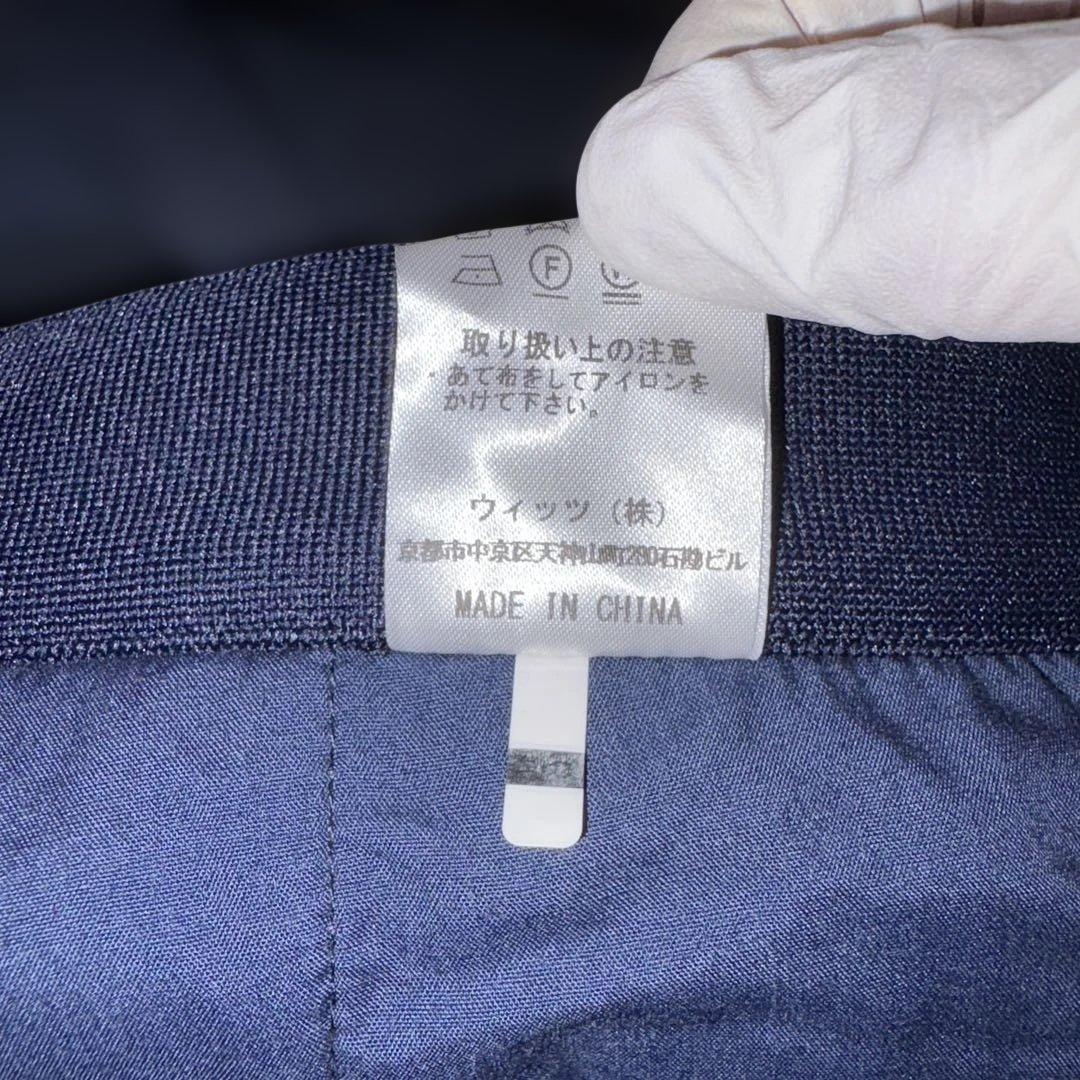 F
取り扱い上の注意
・あて布をしてアイロンを
かけて下さい。
ウィッツ（株）
京都市中京区天神山町290石勘ビル
MADE IN CHINA